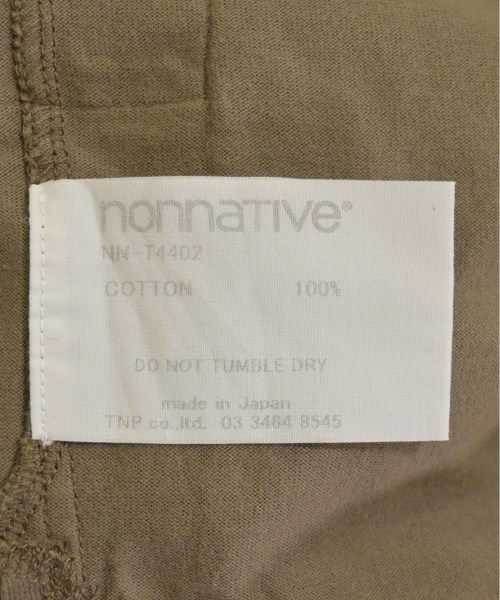 nonnative®
NN-T4402
COTTON 100%
DO NOT TUMBLE DRY
made in Japan
TNP.co.,ltd. 03 3464 8545